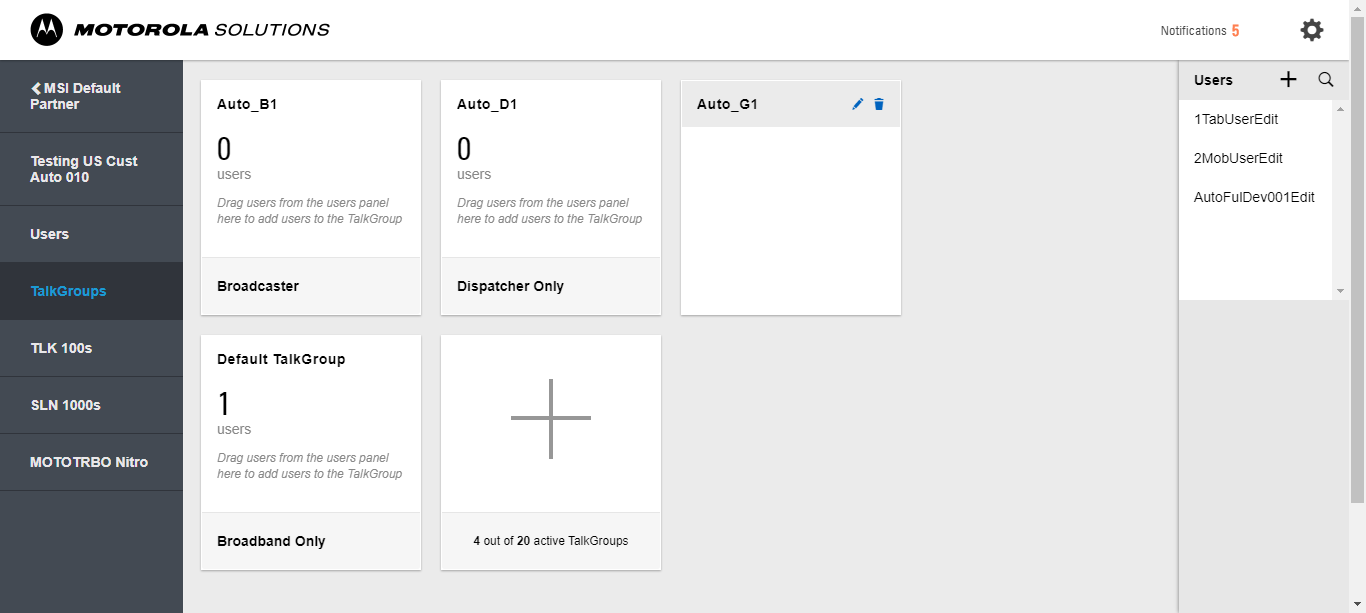 MOTOROLA SOLUTIONS
Notifications 5
MSI Default
Partner
Testing US Cust
Auto 010
Users
TalkGroups
TLK 100s
SLN 1000s
MOTOTRBO Nitro
Auto_B1
0
users
Drag users from the users panel
here to add users to the TalkGroup
Broadcaster
Auto_D1
0
users
Drag users from the users panel
here to add users to the TalkGroup
Dispatcher Only
Auto_G1
Default TalkGroup
1
users
Drag users from the users panel
here to add users to the TalkGroup
Broadband Only
4 out of 20 active TalkGroups
Users
1TabUserEdit
2MobUserEdit
AutoFulDev001Edit